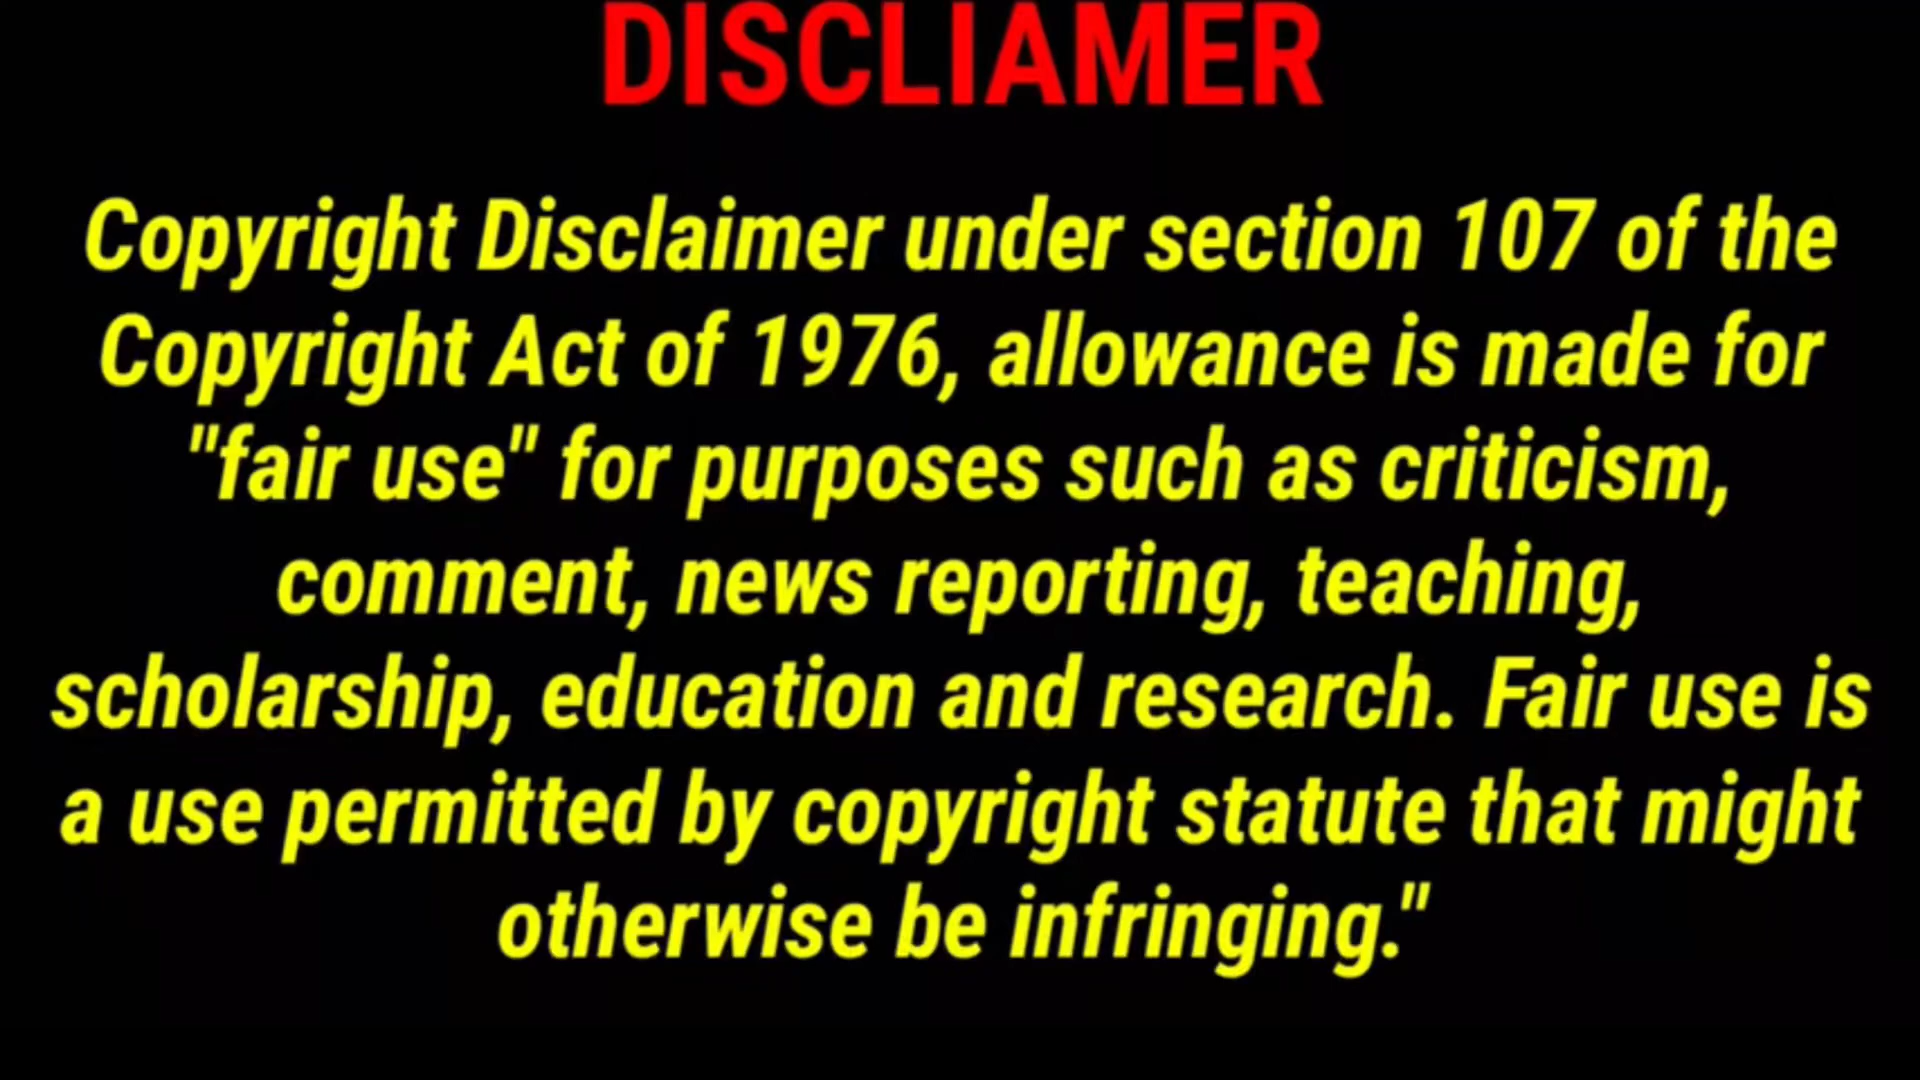 DISCLIAMER
Copyright Disclaimer under section 107 of the
Copyright Act of 1976, allowance is made for
"fair use" for purposes such as criticism,
comment, news reporting, teaching,
scholarship, education and research. Fair use is
a use permitted by copyright statute that might
otherwise be infringing."